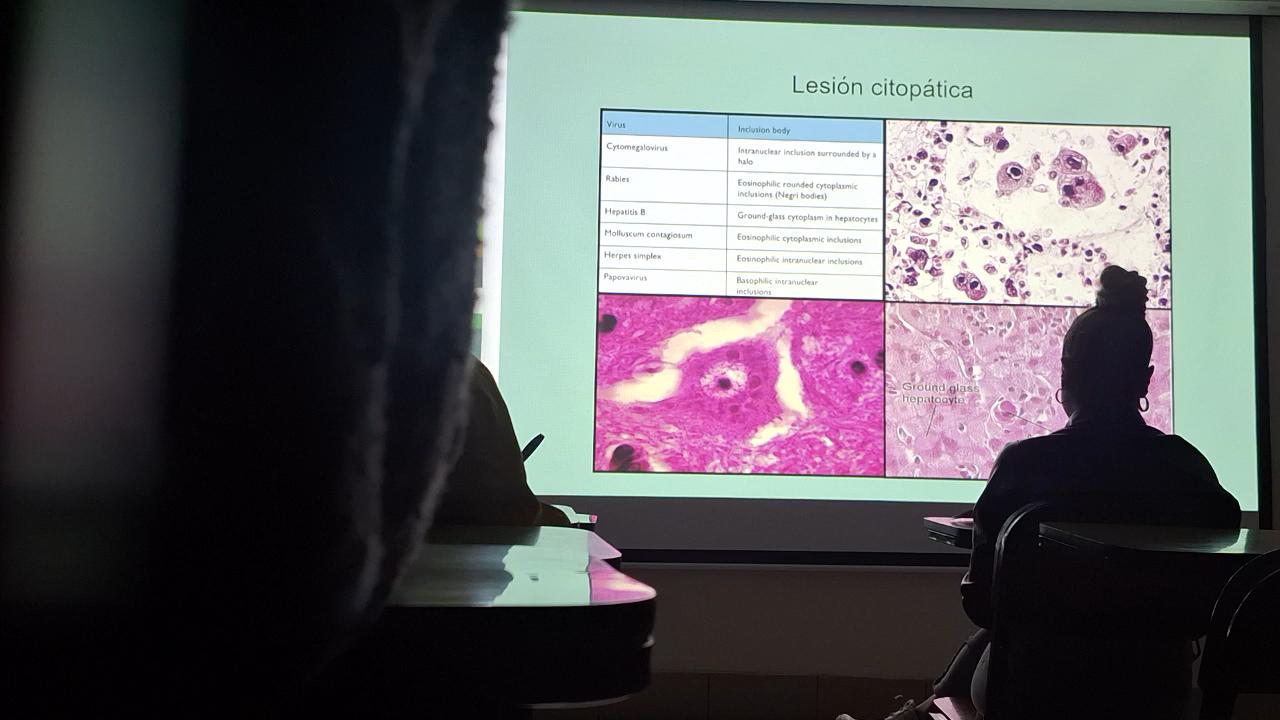 Lesión citopática
Virus
Inclusion body
Cytomegalovirus
Intranuclear inclusion surrounded by a
halo
Rabies
Eosinophilic rounded cytoplasmic
inclusions (Negri bodies)
Hepatitis B
Ground-glass cytoplasm in hepatocytes
Molluscum contagiosum
Eosinophilic cytoplasmic inclusions
Herpes simplex
Eosinophilic intranuclear inclusions
Papovavirus
Basophilic intranuclear
inclusions
Ground glass
hepatocyte